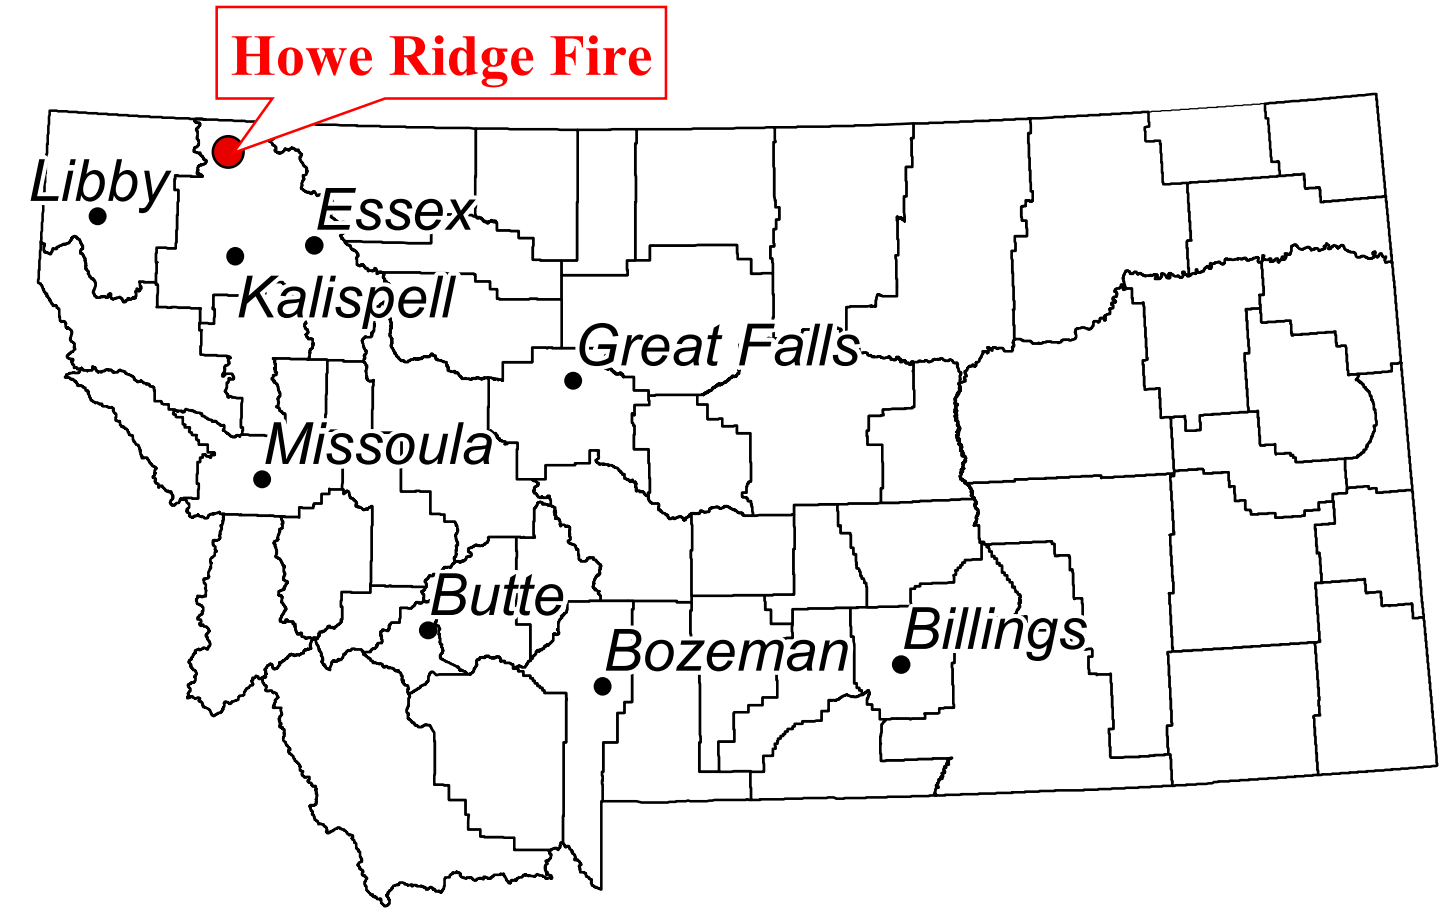 Howe Ridge Fire
Libby
Essex
Kalispell
Great Falls
Missoula
Butte
Billings
Bozeman